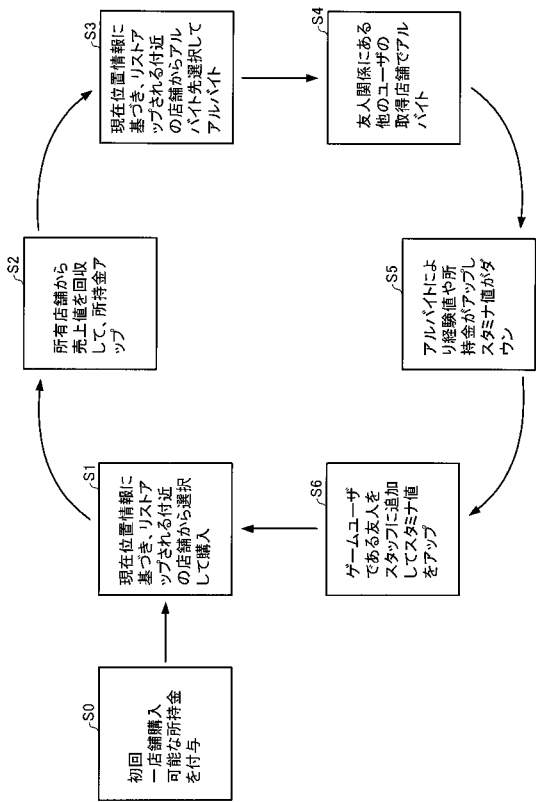 S0
初回
一店舗購入
可能な所持金
を付与
S1
現在位置情報に
基づき、リストア
ップされる付近
の店舗から選択
して購入
S2
所有店舗から
売上値を回収
して、所持金ア
ップ
S3
現在位置情報に
基づき、リストア
ップされる付近
の店舗からアル
バイト先選択して
アルバイト
S4
友人関係にある
他のユーザの
取得店舗でアル
バイト
S5
アルバイトによ
り経験値や所
持金がアップし
スタミナ値がダ
ウン
S6
ゲームユーザ
である友人を
スタッフに追加
してスタミナ値
をアップ